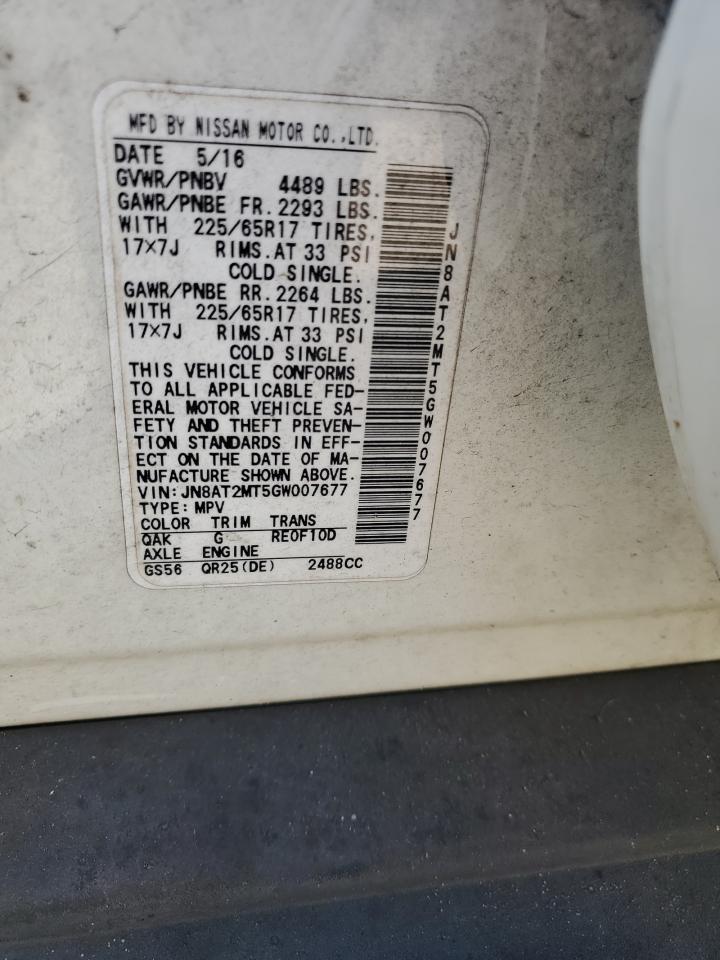 MFD BY NISSAN MOTOR CO.,LTD.
DATE 5/16
GVWR/PNBV 4489 LBS.
GAWR/PNBE FR. 2293 LBS.
WITH 225/65R17 TIRES,
17×7J RIMS. AT 33 PSI
COLD SINGLE.
GAWR/PNBE RR. 2264 LBS.
WITH 225/65R17 TIRES,
17×7J RIMS. AT 33 PSI
COLD SINGLE.
THIS VEHICLE CONFORMS
TO ALL APPLICABLE FED-
ERAL MOTOR VEHICLE SA-
FETY AND THEFT PREVEN-
TION STANDARDS IN EFF-
ECT ON THE DATE OF MA-
NUFACTURE SHOWN ABOVE.
VIN: JN8AT2MT5GW007677
TYPE: MPV
COLOR TRIM TRANS
QAK G RE0F10D
AXLE ENGINE
GS56 QR25(DE) 2488CC
JN8AT2MT5GW007677